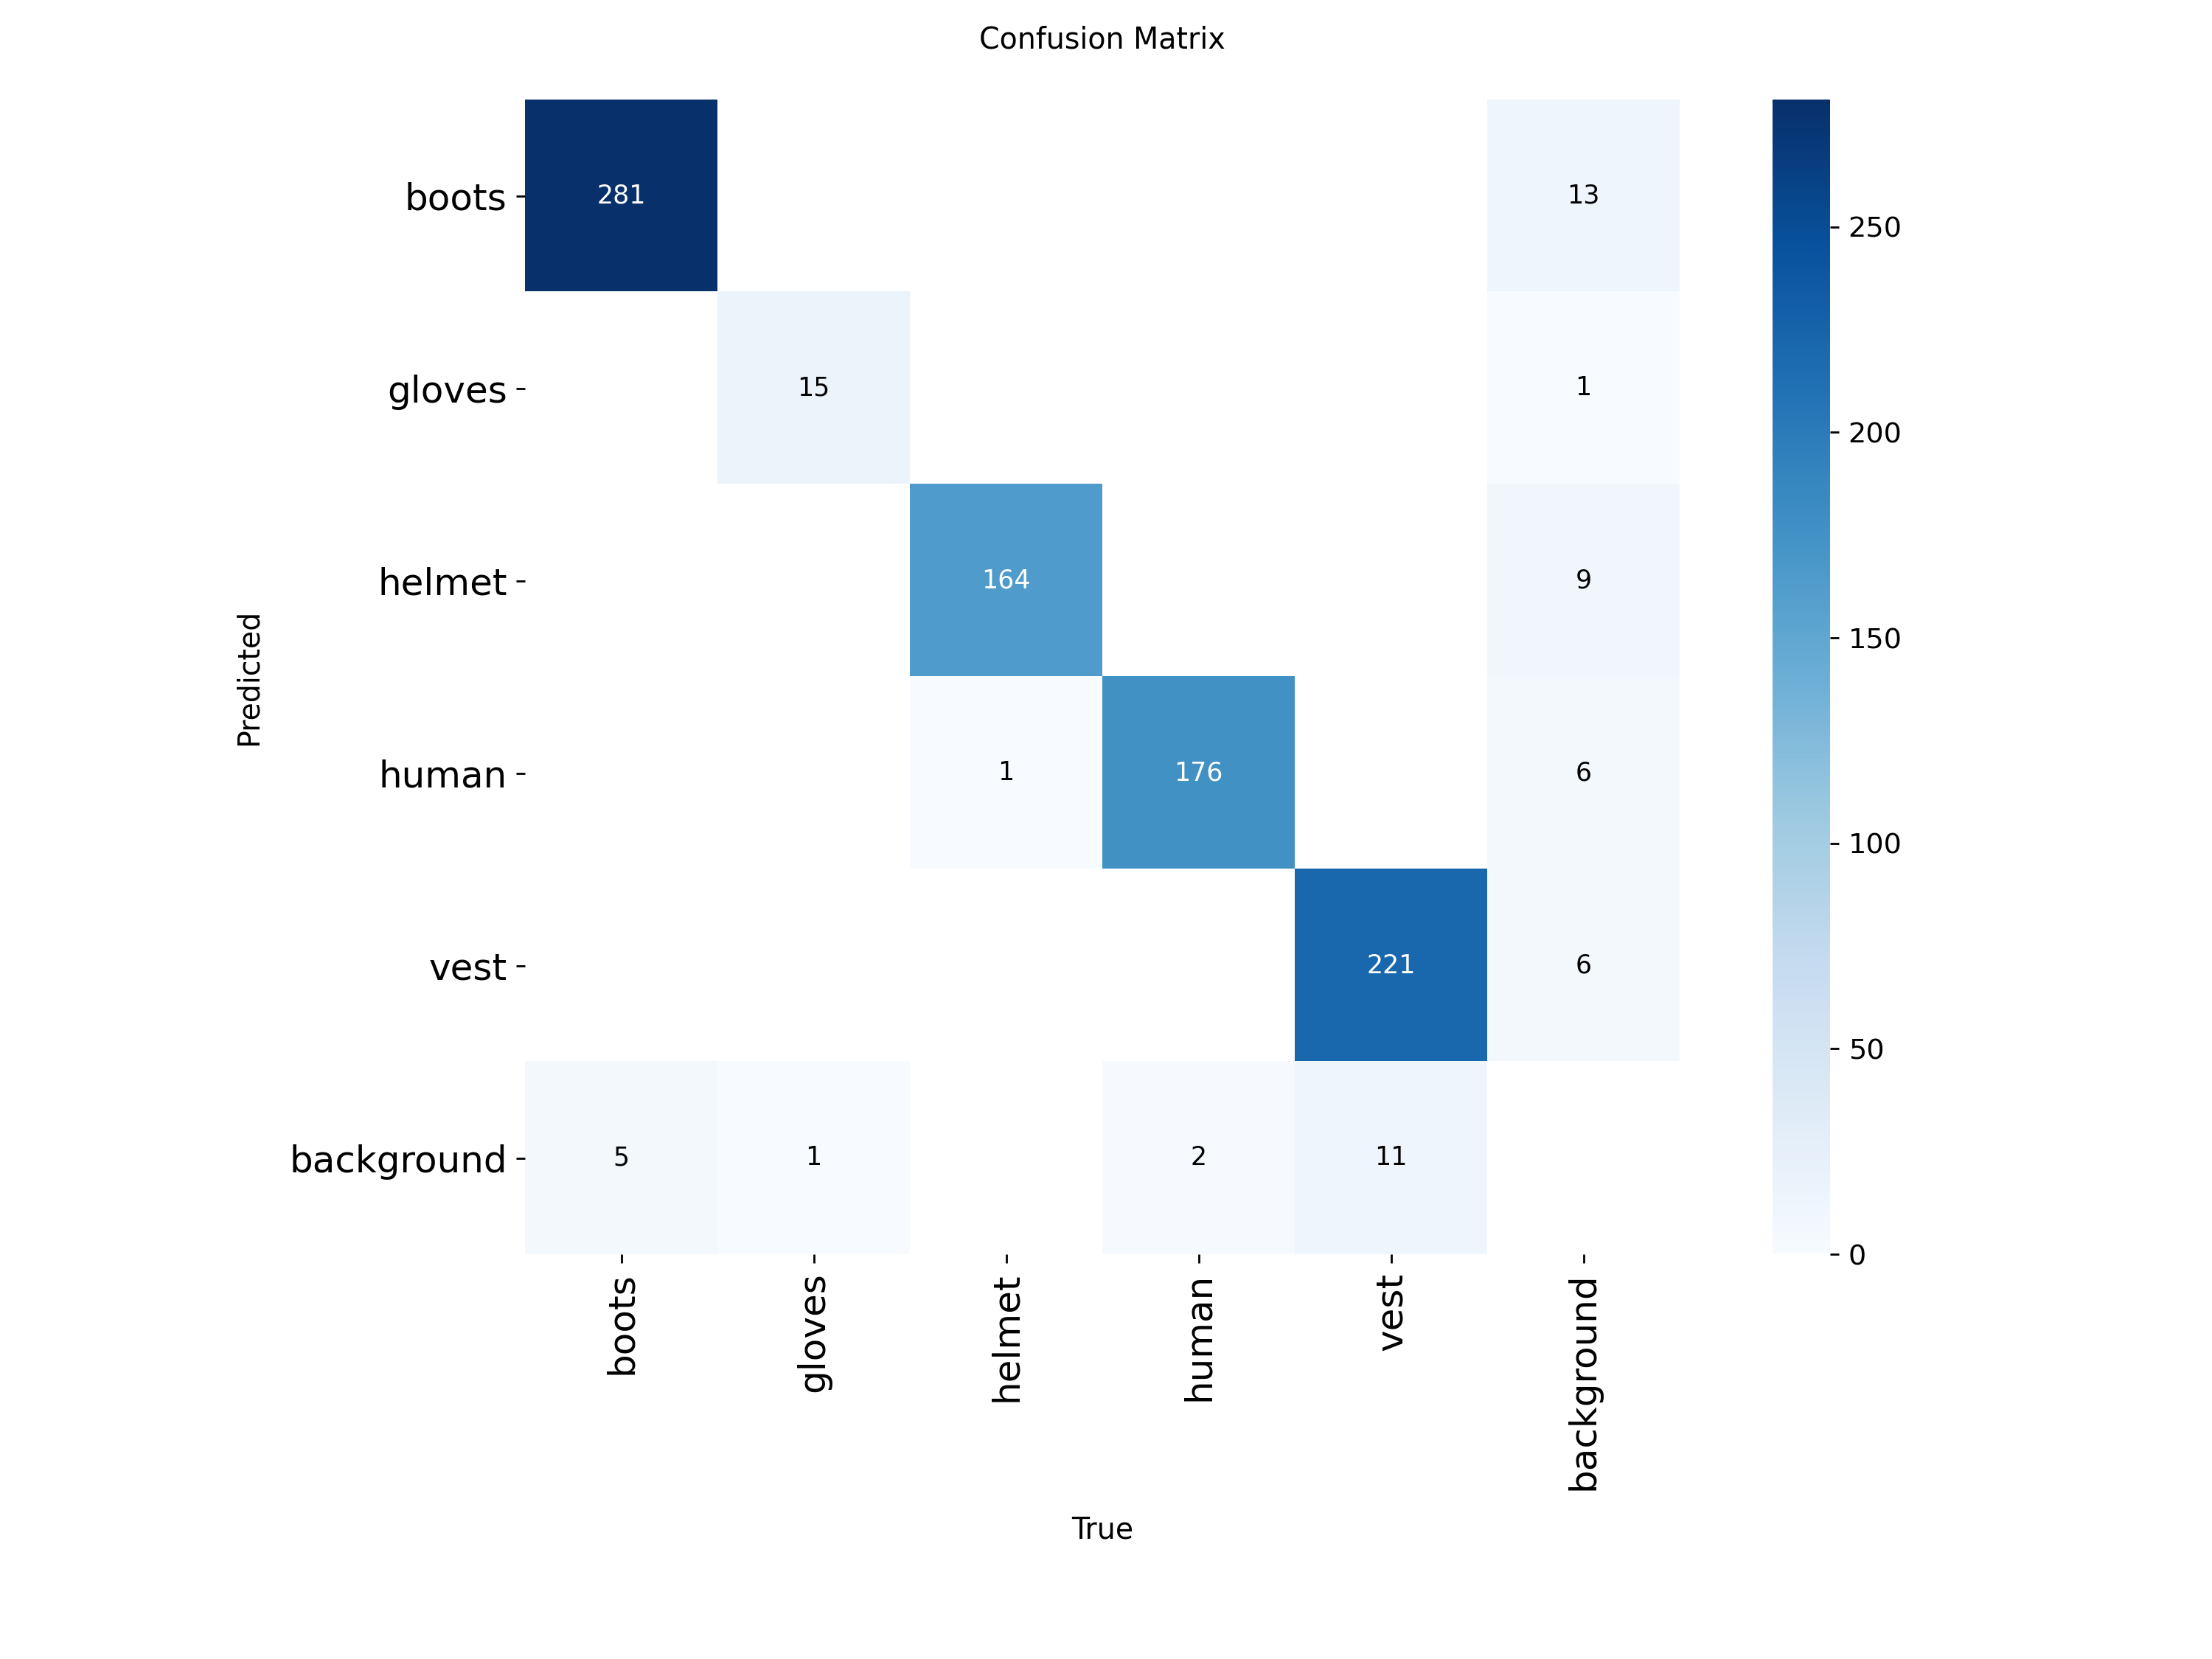 Confusion Matrix
boots 281 13
gloves 15 1
helmet 164 9
human 1 176 6
vest 221 6
background 5 1 2 11
boots gloves helmet human vest background
True
Predicted
250
200
150
100
50
0